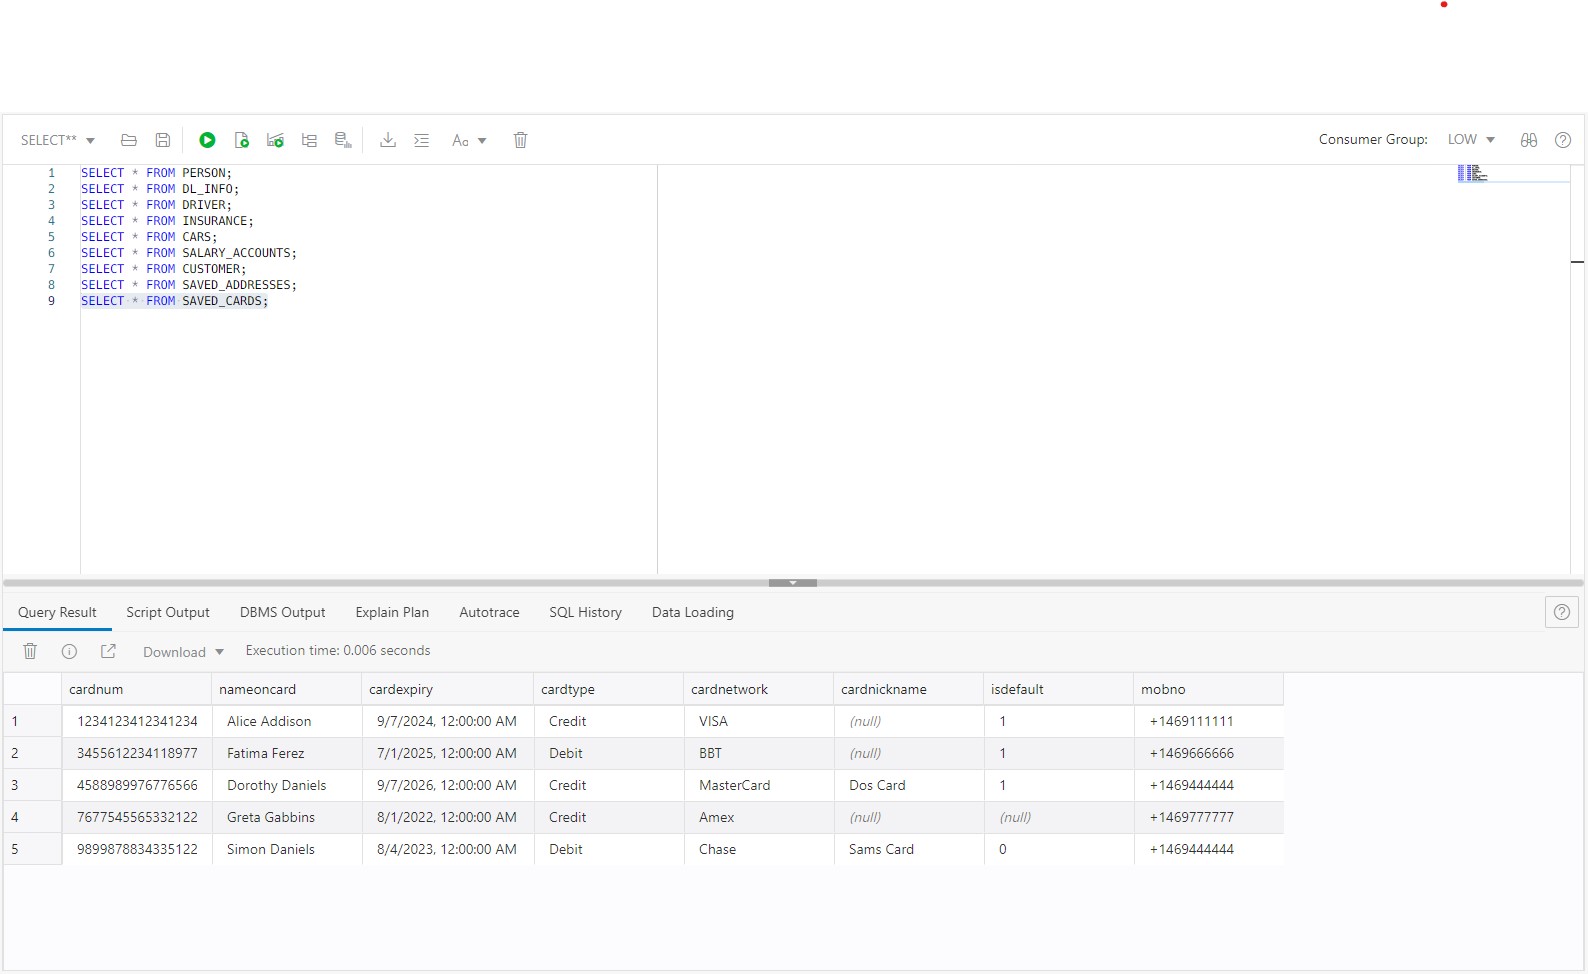 SELECT** Aa Consumer Group: LOW
1 SELECT * FROM PERSON;
2 SELECT * FROM DL_INFO;
3 SELECT * FROM DRIVER;
4 SELECT * FROM INSURANCE;
5 SELECT * FROM CARS;
6 SELECT * FROM SALARY_ACCOUNTS;
7 SELECT * FROM CUSTOMER;
8 SELECT * FROM SAVED_ADDRESSES;
9 SELECT * FROM SAVED_CARDS;
Query Result Script Output DBMS Output Explain Plan Autotrace SQL History Data Loading
Download Execution time: 0.006 seconds
cardnum nameoncard cardexpiry cardtype cardnetwork cardnickname isdefault mobno
1 1234123412341234 Alice Addison 9/7/2024, 12:00:00 AM Credit VISA (null) 1 +1469111111
2 3455612234118977 Fatima Ferez 7/1/2025, 12:00:00 AM Debit BBT (null) 1 +1469666666
3 4588989976776566 Dorothy Daniels 9/7/2026, 12:00:00 AM Credit MasterCard Dos Card 1 +1469444444
4 7677545565332122 Greta Gabbins 8/1/2022, 12:00:00 AM Credit Amex (null) (null) +1469777777
5 9899878834335122 Simon Daniels 8/4/2023, 12:00:00 AM Debit Chase Sams Card 0 +1469444444